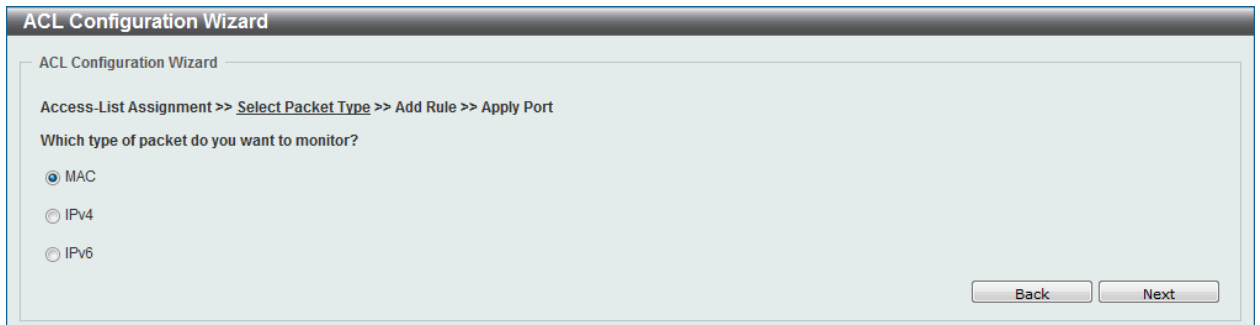 ACL Configuration Wizard
ACL Configuration Wizard
Access-List Assignment >> Select Packet Type >> Add Rule >> Apply Port
Which type of packet do you want to monitor?
MAC
IPv4
IPv6
Back Next